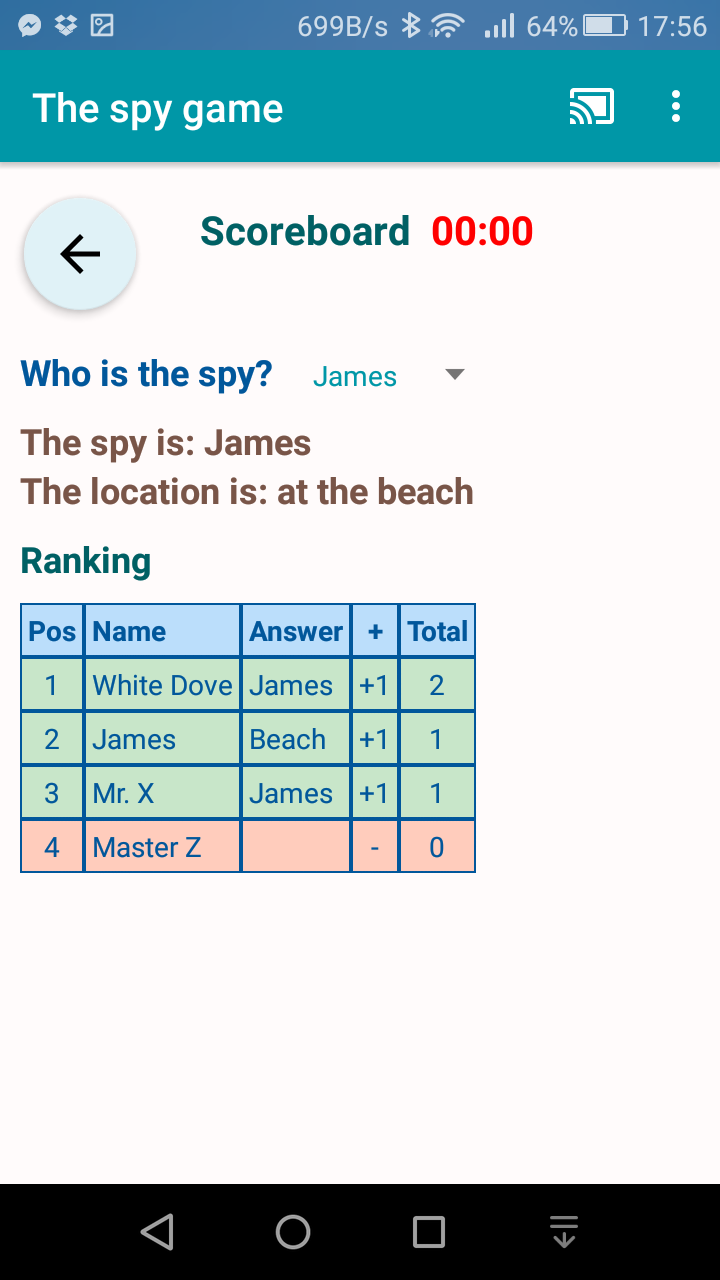 699B/s 64% 17:56
The spy game
Scoreboard 00:00
Who is the spy? James
The spy is: James
The location is: at the beach
Ranking
Pos Name Answer + Total
1 White Dove James +1 2
2 James Beach +1 1
3 Mr. X James +1 1
4 Master Z - 0